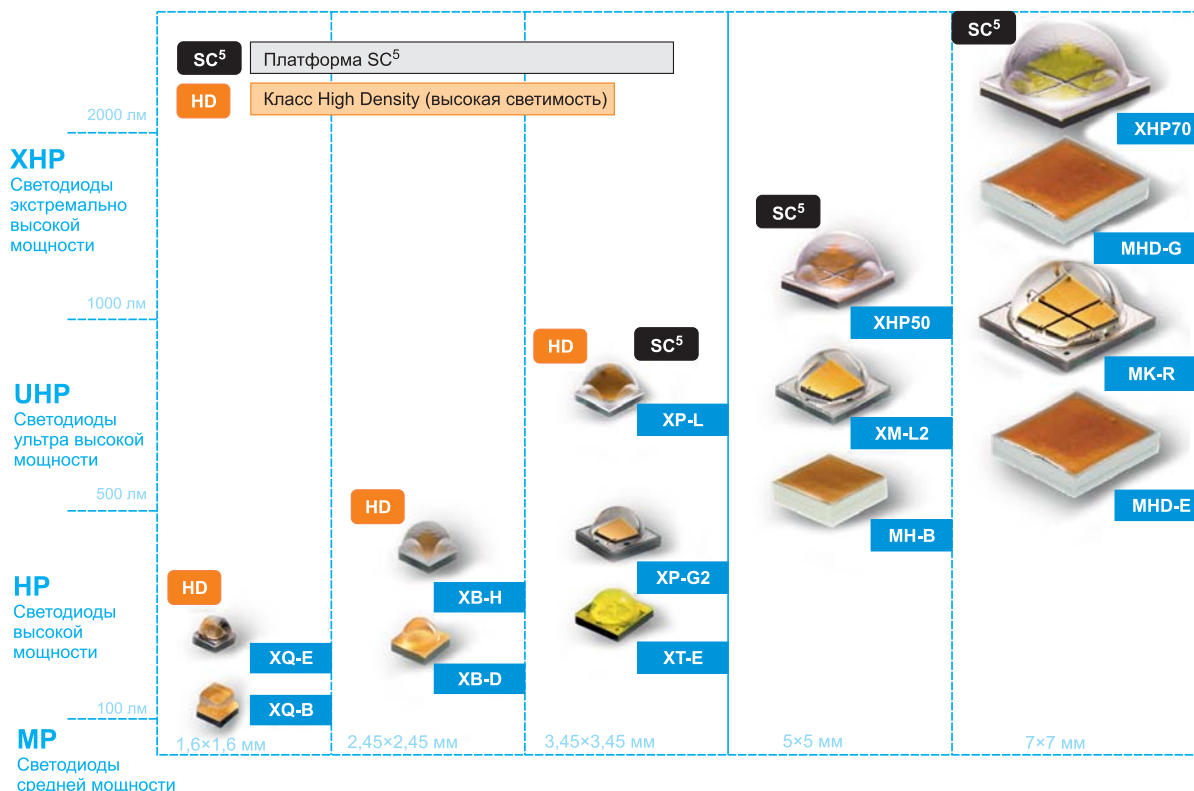 SC⁵
Платформа SC⁵
HD
Класс High Density (высокая светимость)
2000 лм
XHP
Светодиоды
экстремально
высокой
мощности
1000 лм
UHP
Светодиоды
ультра высокой
мощности
500 лм
HP
Светодиоды
высокой
мощности
100 лм
MP
Светодиоды
средней мощности
HD
XQ-E
XQ-B
1,6×1,6 мм
HD
XB-H
XB-D
2,45×2,45 мм
HD
SC⁵
XP-L
XP-G2
XT-E
3,45×3,45 мм
SC⁵
XHP50
XM-L2
MH-B
5×5 мм
SC⁵
XHP70
MHD-G
MK-R
MHD-E
7×7 мм